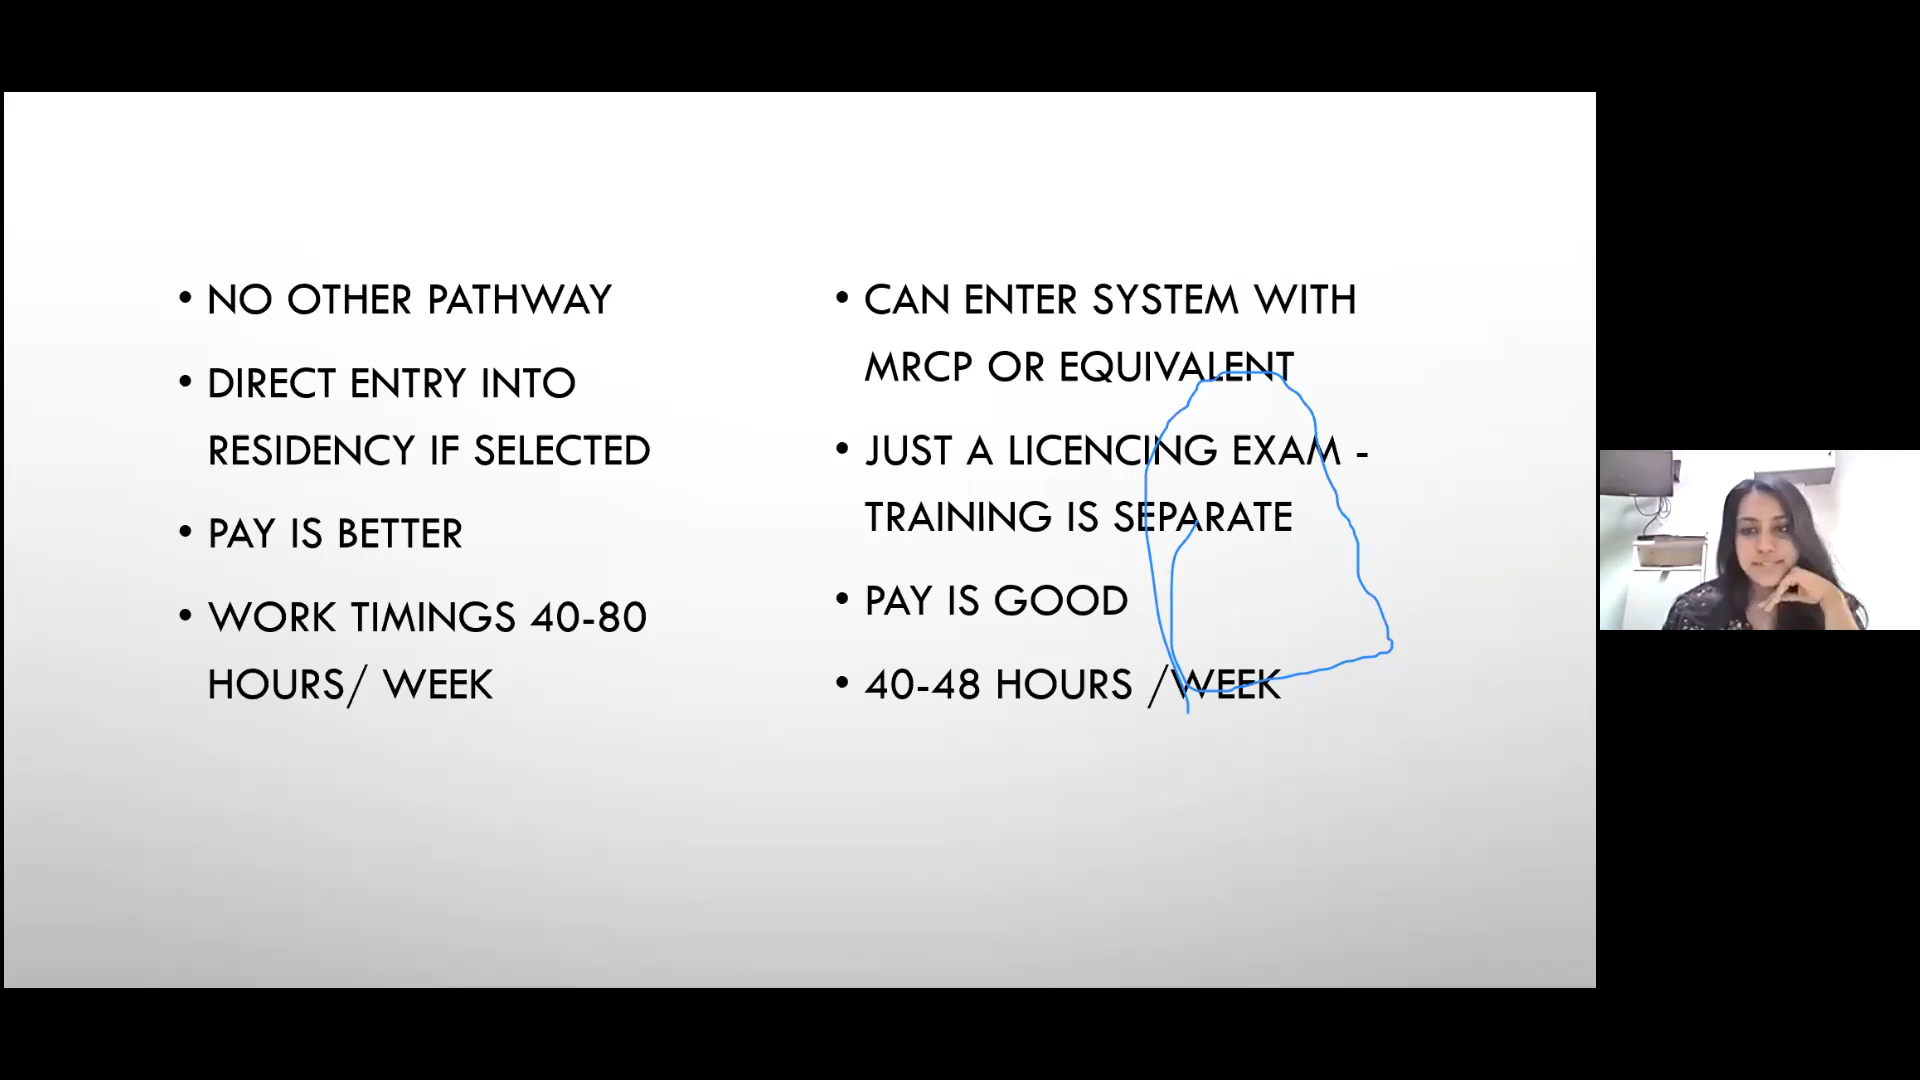 • NO OTHER PATHWAY
• DIRECT ENTRY INTO
RESIDENCY IF SELECTED
• PAY IS BETTER
• WORK TIMINGS 40-80
HOURS/ WEEK
• CAN ENTER SYSTEM WITH
MRCP OR EQUIVALENT
• JUST A LICENCING EXAM -
TRAINING IS SEPARATE
• PAY IS GOOD
• 40-48 HOURS /WEEK